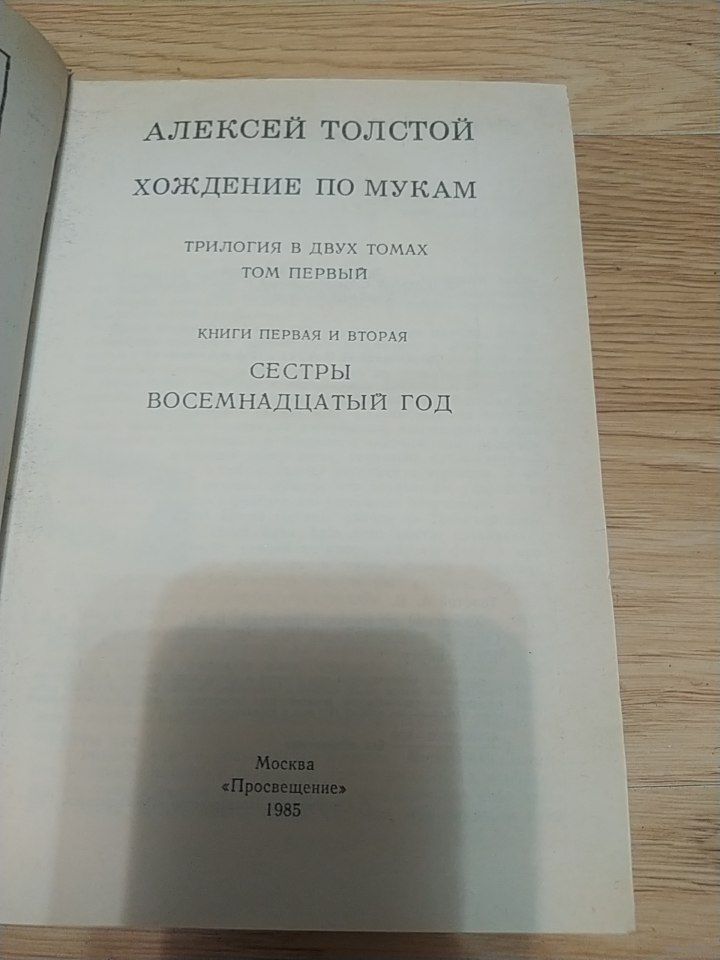 АЛЕКСЕЙ ТОЛСТОЙ
ХОЖДЕНИЕ ПО МУКАМ
ТРИЛОГИЯ В ДВУХ ТОМАХ
ТОМ ПЕРВЫЙ
КНИГИ ПЕРВАЯ И ВТОРАЯ
СЕСТРЫ
ВОСЕМНАДЦАТЫЙ ГОД
Москва
«Просвещение»
1985